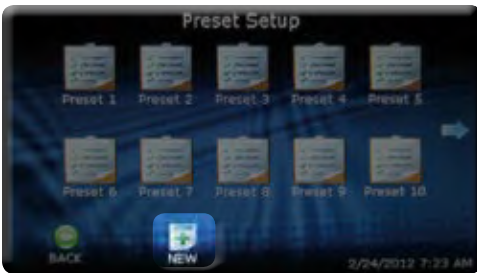 Preset Setup
Preset 1 Preset 2 Preset 3 Preset 4 Preset 5
Preset 6 Preset 7 Preset 8 Preset 9 Preset 10
BACK NEW 2/24/2012 7:23 AM